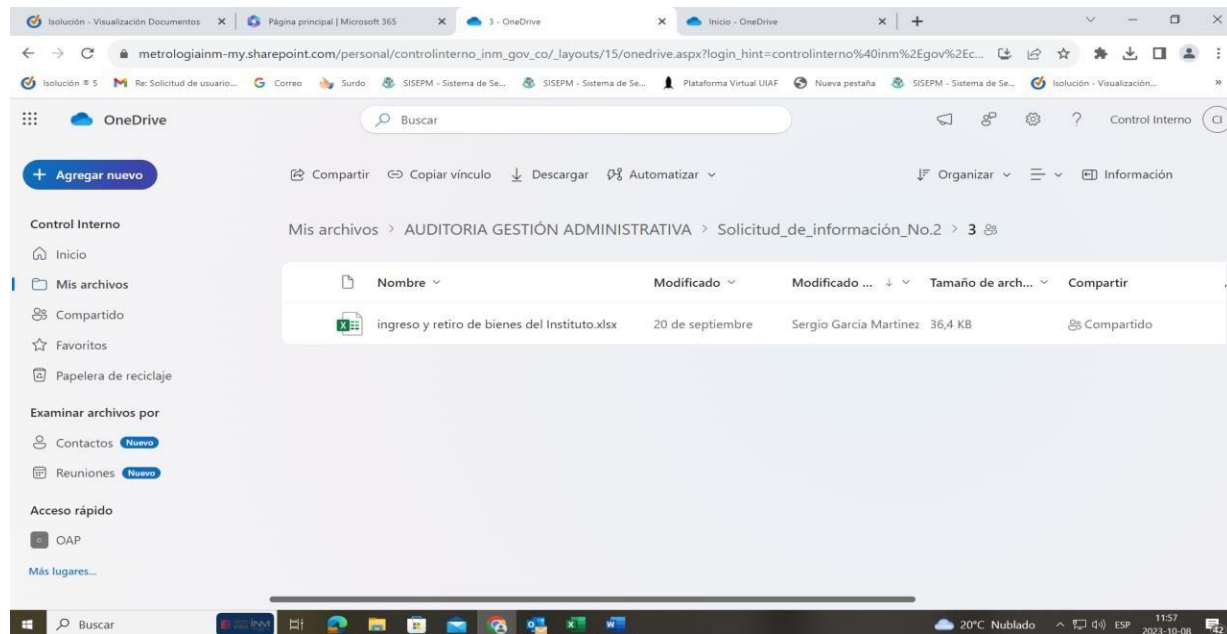 Isolución - Visualización Documentos
Página principal | Microsoft 365
3 - OneDrive
Inicio - OneDrive
metrologiainm-my.sharepoint.com/personal/controlinterno_inm_gov_co/_layouts/15/onedrive.aspx?login_hint=controlinterno%40inm%2Egov%2Ec...
Isolución ® 5 Re: Solicitud de usuario... Correo Surdo SISEPM - Sistema de Se... SISEPM - Sistema de Se... Plataforma Virtual UIAF Nueva pestaña SISEPM - Sistema de Se... Isolución - Visualización... »
OneDrive
Buscar
Control Interno CI
+ Agregar nuevo
Compartir Copiar vínculo Descargar Automatizar
Organizar Información
Control Interno
Inicio
Mis archivos
Compartido
Favoritos
Papelera de reciclaje
Examinar archivos por
Contactos Nuevo
Reuniones Nuevo
Acceso rápido
OAP
Más lugares...
Mis archivos > AUDITORIA GESTIÓN ADMINISTRATIVA > Solicitud_de_información_No.2 > 3
Nombre Modificado Modificado ... Tamaño de arch... Compartir
ingreso y retiro de bienes del Instituto.xlsx 20 de septiembre Sergio Garcia Martinez 36,4 KB Compartido
Buscar
20°C Nublado ESP 11:57
2023-10-08